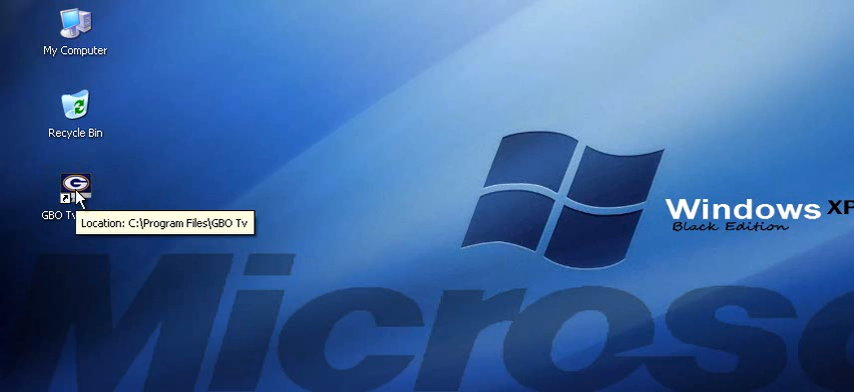 My Computer
Recycle Bin
GBO Tv
Location: C:\Program Files\GBO Tv
Windows XP
Black Edition
Microso